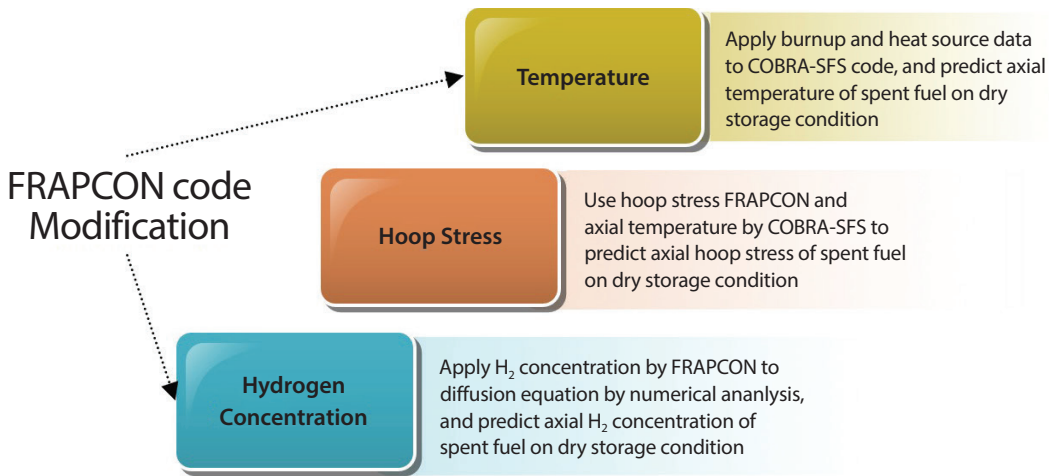 Temperature
Apply burnup and heat source data
to COBRA-SFS code, and predict axial
temperature of spent fuel on dry
storage condition
FRAPCON code
Modification
Hoop Stress
Use hoop stress FRAPCON and
axial temperature by COBRA-SFS to
predict axial hoop stress of spent fuel
on dry storage condition
Hydrogen
Concentration
Apply H₂ concentration by FRAPCON to
diffusion equation by numerical ananlysis,
and predict axial H₂ concentration of
spent fuel on dry storage condition